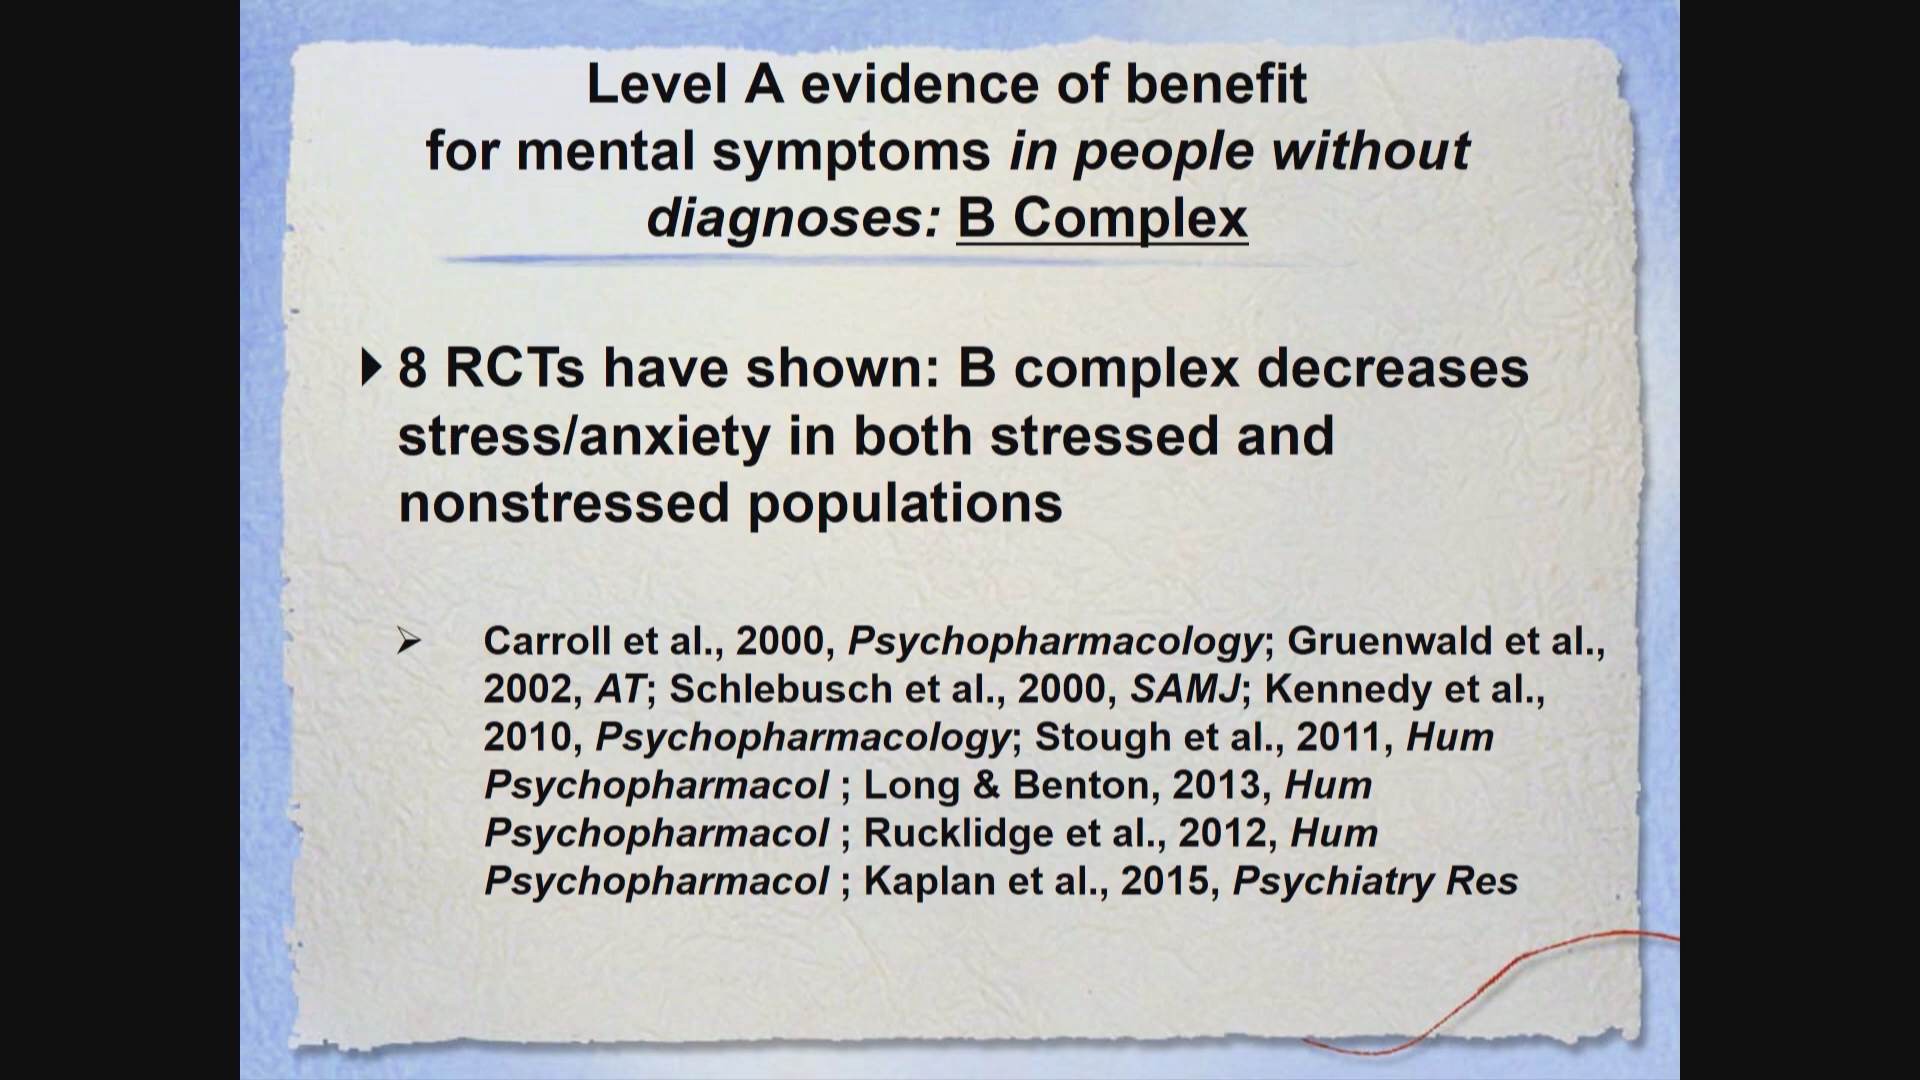 Level A evidence of benefit
for mental symptoms in people without
diagnoses: B Complex
8 RCTs have shown: B complex decreases
stress/anxiety in both stressed and
nonstressed populations
Carroll et al., 2000, Psychopharmacology; Gruenwald et al.,
2002, AT; Schlebusch et al., 2000, SAMJ; Kennedy et al.,
2010, Psychopharmacology; Stough et al., 2011, Hum
Psychopharmacol ; Long & Benton, 2013, Hum
Psychopharmacol ; Rucklidge et al., 2012, Hum
Psychopharmacol ; Kaplan et al., 2015, Psychiatry Res